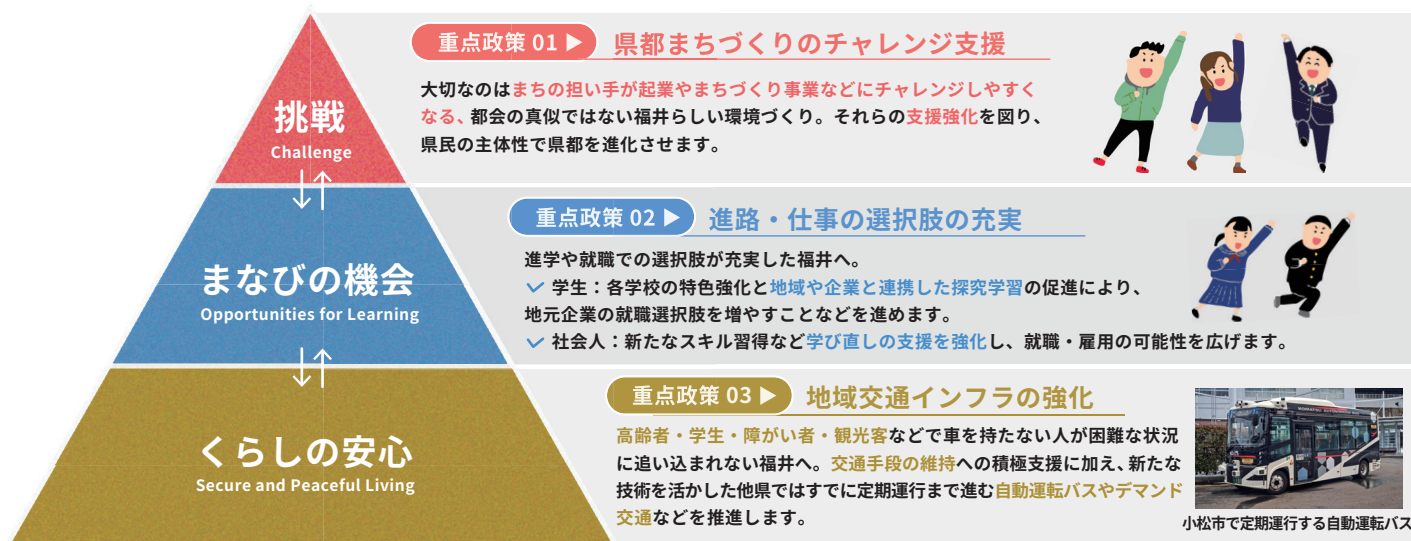 挑戦
Challenge
まなびの機会
Opportunities for Learning
くらしの安心
Secure and Peaceful Living
重点政策 01 ▶
県都まちづくりのチャレンジ支援
大切なのはまちの担い手が起業やまちづくり事業などにチャレンジしやすく
なる、都会の真似ではない福井らしい環境づくり。それらの支援強化を図り、
県民の主体性で県都を進化させます。
重点政策 02 ▶
進路・仕事の選択肢の充実
進学や就職での選択肢が充実した福井へ。
学生：各学校の特色強化と地域や企業と連携した探究学習の促進により、
地元企業の就職選択肢を増やすことなどを進めます。
社会人：新たなスキル習得など学び直しの支援を強化し、就職・雇用の可能性を広げます。
重点政策 03 ▶
地域交通インフラの強化
高齢者・学生・障がい者・観光客などで車を持たない人が困難な状況
に追い込まれない福井へ。交通手段の維持への積極支援に加え、新たな
技術を活かした他県ではすでに定期運行まで進む自動運転バスやデマンド
交通などを推進します。
小松市で定期運行する自動運転バス